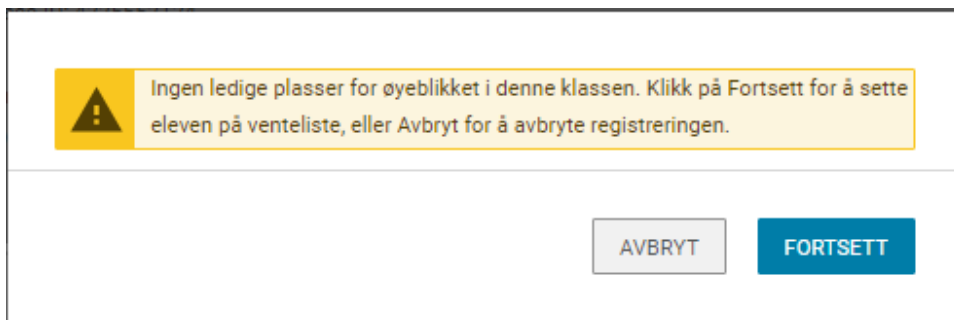 Ingen ledige plasser for øyeblikket i denne klassen. Klikk på Fortsett for å sette
eleven på venteliste, eller Avbryt for å avbryte registreringen.
AVBRYT
FORTSETT